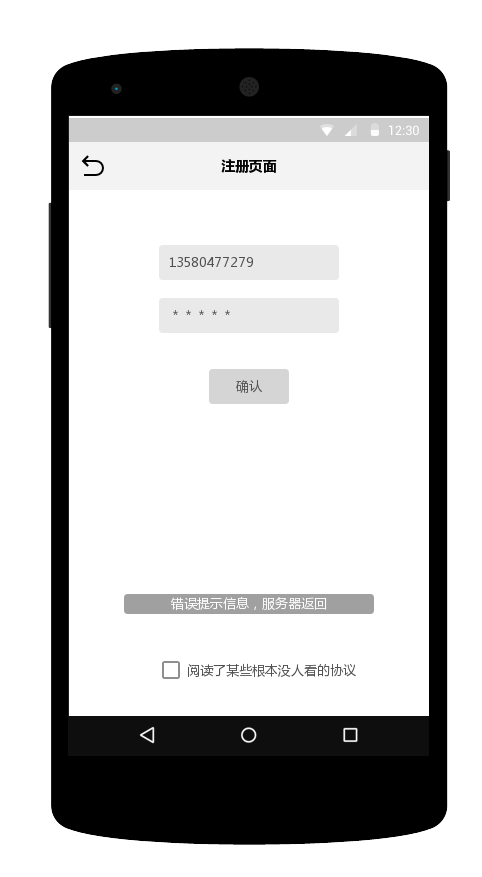 12:30
注册页面
13580477279
* * * * *
确认
错误提示信息，服务器返回
阅读了某些根本没人看的协议